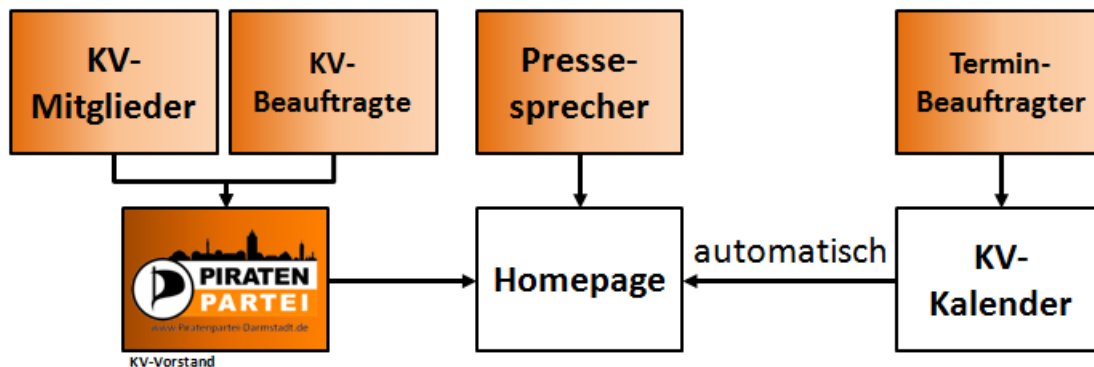 KV-
Mitglieder
KV-
Beauftragte
Presse-
sprecher
Termin-
Beauftragter
PIRATEN
PARTEI
www.Piratenpartei-Darmstadt.de
KV-Vorstand
Homepage
automatisch
KV-
Kalender